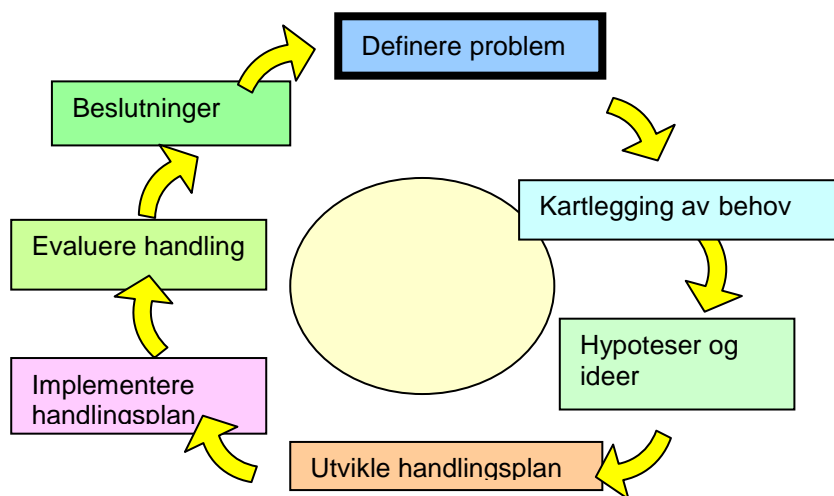 Definere problem
Kartlegging av behov
Hypoteser og
ideer
Utvikle handlingsplan
Implementere
handlingsplan
Evaluere handling
Beslutninger